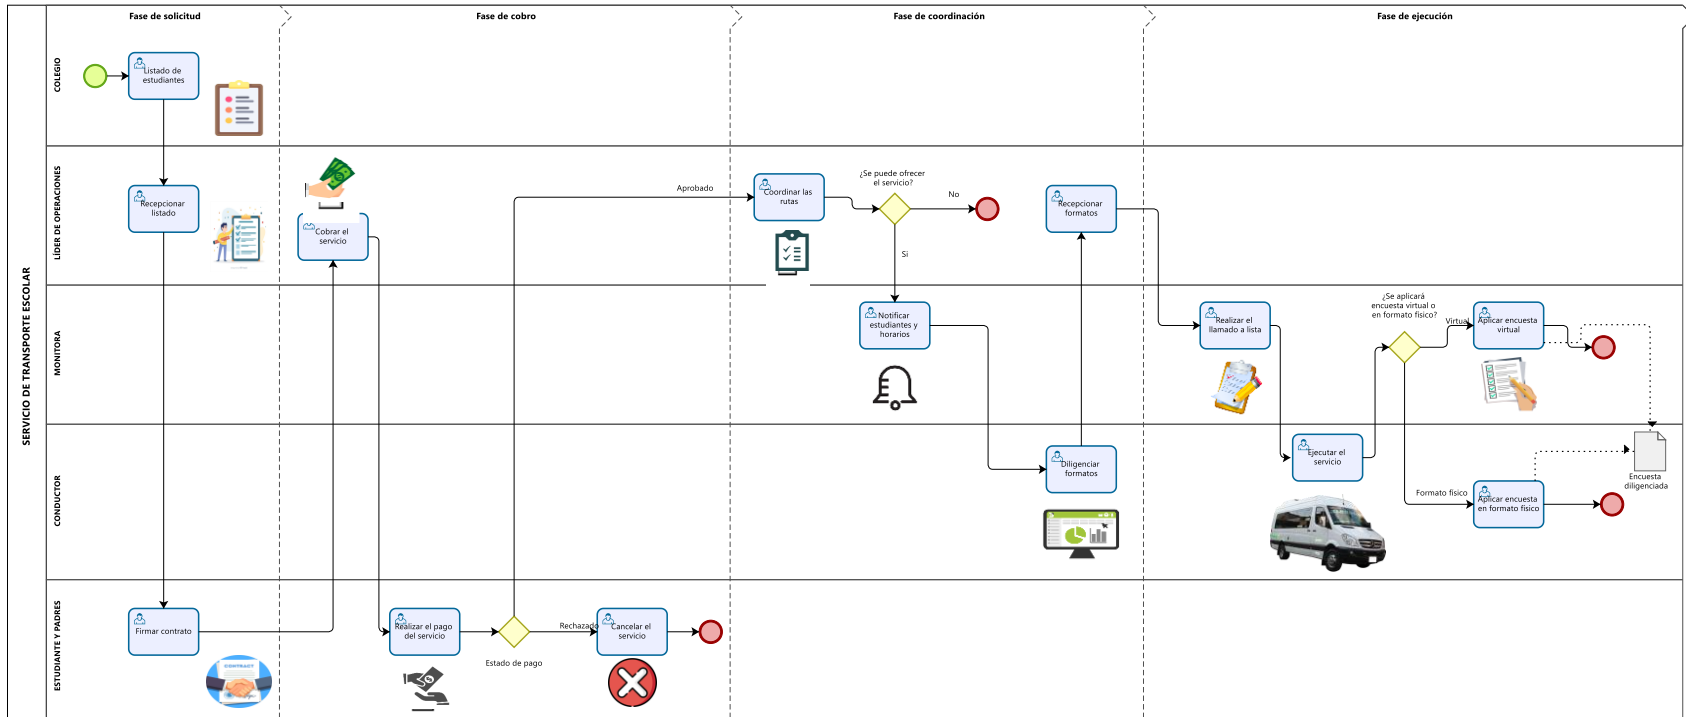 Fase de solicitud
Fase de cobro
Fase de coordinación
Fase de ejecución
SERVICIO DE TRANSPORTE ESCOLAR
COLEGIO
Listado de
estudiantes
LÍDER DE OPERACIONES
Recepcionar
listado
Cobrar el
servicio
Aprobado
Coordinar las
rutas
¿Se puede ofrecer
el servicio?
No
Si
Recepcionar
formatos
MONITORA
Notificar
estudiantes y
horarios
Realizar el
llamado a lista
¿Se aplicará
encuesta virtual o
en formato físico?
Virtual
Aplicar encuesta
virtual
CONDUCTOR
Diligenciar
formatos
Ejecutar el
servicio
Formato físico
Aplicar encuesta
en formato físico
Encuesta
diligenciada
ESTUDIANTE Y PADRES
Firmar contrato
CONTRACT
Realizar el pago
del servicio
Estado de pago
Rechazado
Cancelar el
servicio